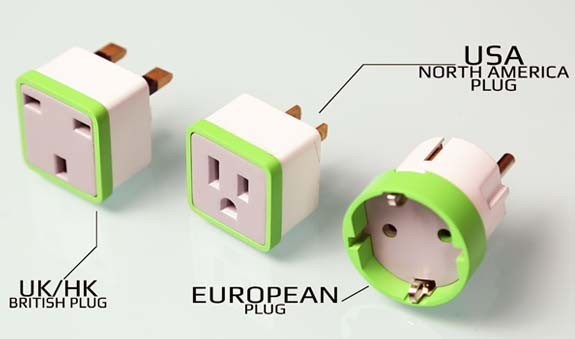 USA
NORTH AMERICA
PLUG
UK/HK
BRITISH PLUG
EUROPEAN
PLUG